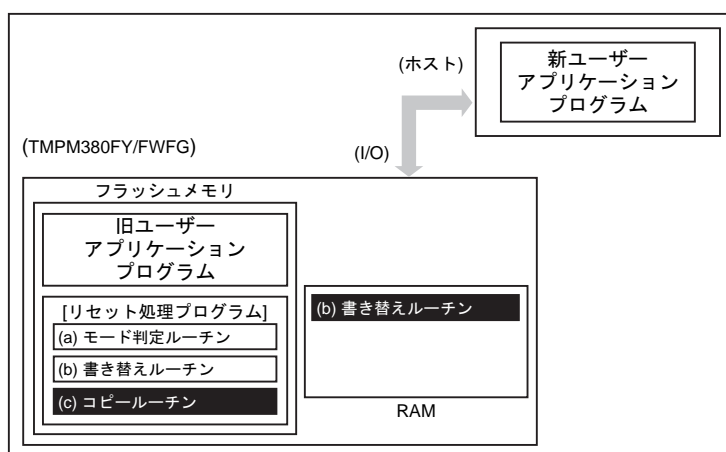 (ホスト)
新ユーザー
アプリケーション
プログラム
(TMPM380FY/FWFG)
(I/O)
フラッシュメモリ
旧ユーザー
アプリケーション
プログラム
[リセット処理プログラム]
(a) モード判定ルーチン
(b) 書き替えルーチン
(c) コピールーチン
(b) 書き替えルーチン
RAM